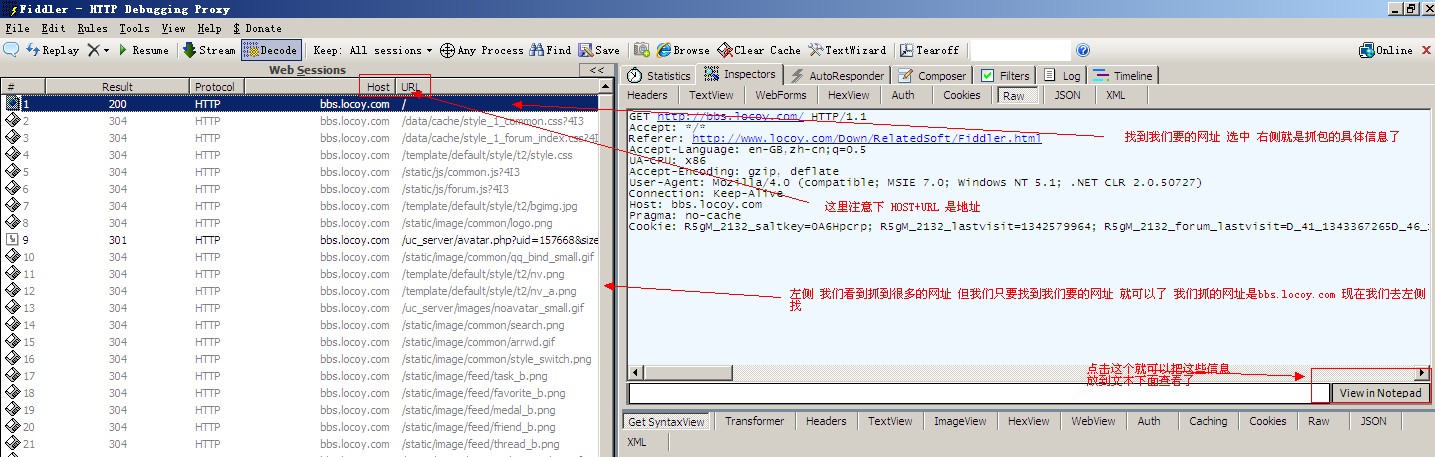 Fiddler - HTTP Debugging Proxy
File Edit Rules Tools View Help $ Donate
Replay Resume Stream Decode Keep: All sessions Any Process Find Save Browse Clear Cache TextWizard Tearoff Online
Web Sessions <<
# Result Protocol Host URL
1 200 HTTP bbs.locoy.com /
2 304 HTTP bbs.locoy.com /data/cache/style_1_common.css?4I3
3 304 HTTP bbs.locoy.com /data/cache/style_1_forum_index.css?4I
4 304 HTTP bbs.locoy.com /template/default/style/t2/style.css
5 304 HTTP bbs.locoy.com /static/js/common.js?4I3
6 304 HTTP bbs.locoy.com /static/js/forum.js?4I3
7 304 HTTP bbs.locoy.com /template/default/style/t2/bgimg.jpg
8 304 HTTP bbs.locoy.com /static/image/common/logo.png
9 301 HTTP bbs.locoy.com /uc_server/avatar.php?uid=157668&size
10 304 HTTP bbs.locoy.com /static/image/common/qq_bind_small.gif
11 304 HTTP bbs.locoy.com /template/default/style/t2/nv.png
12 304 HTTP bbs.locoy.com /template/default/style/t2/nv_a.png
13 304 HTTP bbs.locoy.com /uc_server/images/noavatar_small.gif
14 304 HTTP bbs.locoy.com /static/image/common/search.png
15 304 HTTP bbs.locoy.com /static/image/common/arrwd.gif
16 304 HTTP bbs.locoy.com /static/image/common/style_switch.png
17 304 HTTP bbs.locoy.com /static/image/feed/task_b.png
18 304 HTTP bbs.locoy.com /static/image/feed/favorite_b.png
19 304 HTTP bbs.locoy.com /static/image/feed/medal_b.png
20 304 HTTP bbs.locoy.com /static/image/feed/friend_b.png
21 304 HTTP bbs.locoy.com /static/image/feed/thread_b.png
Statistics Inspectors AutoResponder Composer Filters Log Timeline
Headers TextView WebForms HexView Auth Cookies Raw JSON XML
GET http://bbs.locoy.com/ HTTP/1.1
Accept: */*
Referer: http://www.locoy.com/Down/RelatedSoft/Fiddler.html
Accept-Language: en-GB,zh-cn;q=0.5
UA-CPU: x86
Accept-Encoding: gzip, deflate
User-Agent: Mozilla/4.0 (compatible; MSIE 7.0; Windows NT 5.1; .NET CLR 2.0.50727)
Connection: Keep-Alive
Host: bbs.locoy.com
Pragma: no-cache
Cookie: R5gM_2132_saltkey=OA6Hpcrp; R5gM_2132_lastvisit=1342579964; R5gM_2132_forum_lastvisit=D_41_1343367265D_46_
找到我们要的网址 选中 右侧就是抓包的具体信息了
这里注意下 HOST+URL 是地址
左侧 我们看到抓到很多的网址 但我们只要找到我们要的网址 就可以了 我们抓的网址是bbs.locoy.com 现在我们去左侧
找
点击这个就可以把这些信息
放到文本下面查看了
View in Notepad
Get SyntaxView Transformer Headers TextView ImageView HexView WebView Auth Caching Cookies Raw JSON
XML